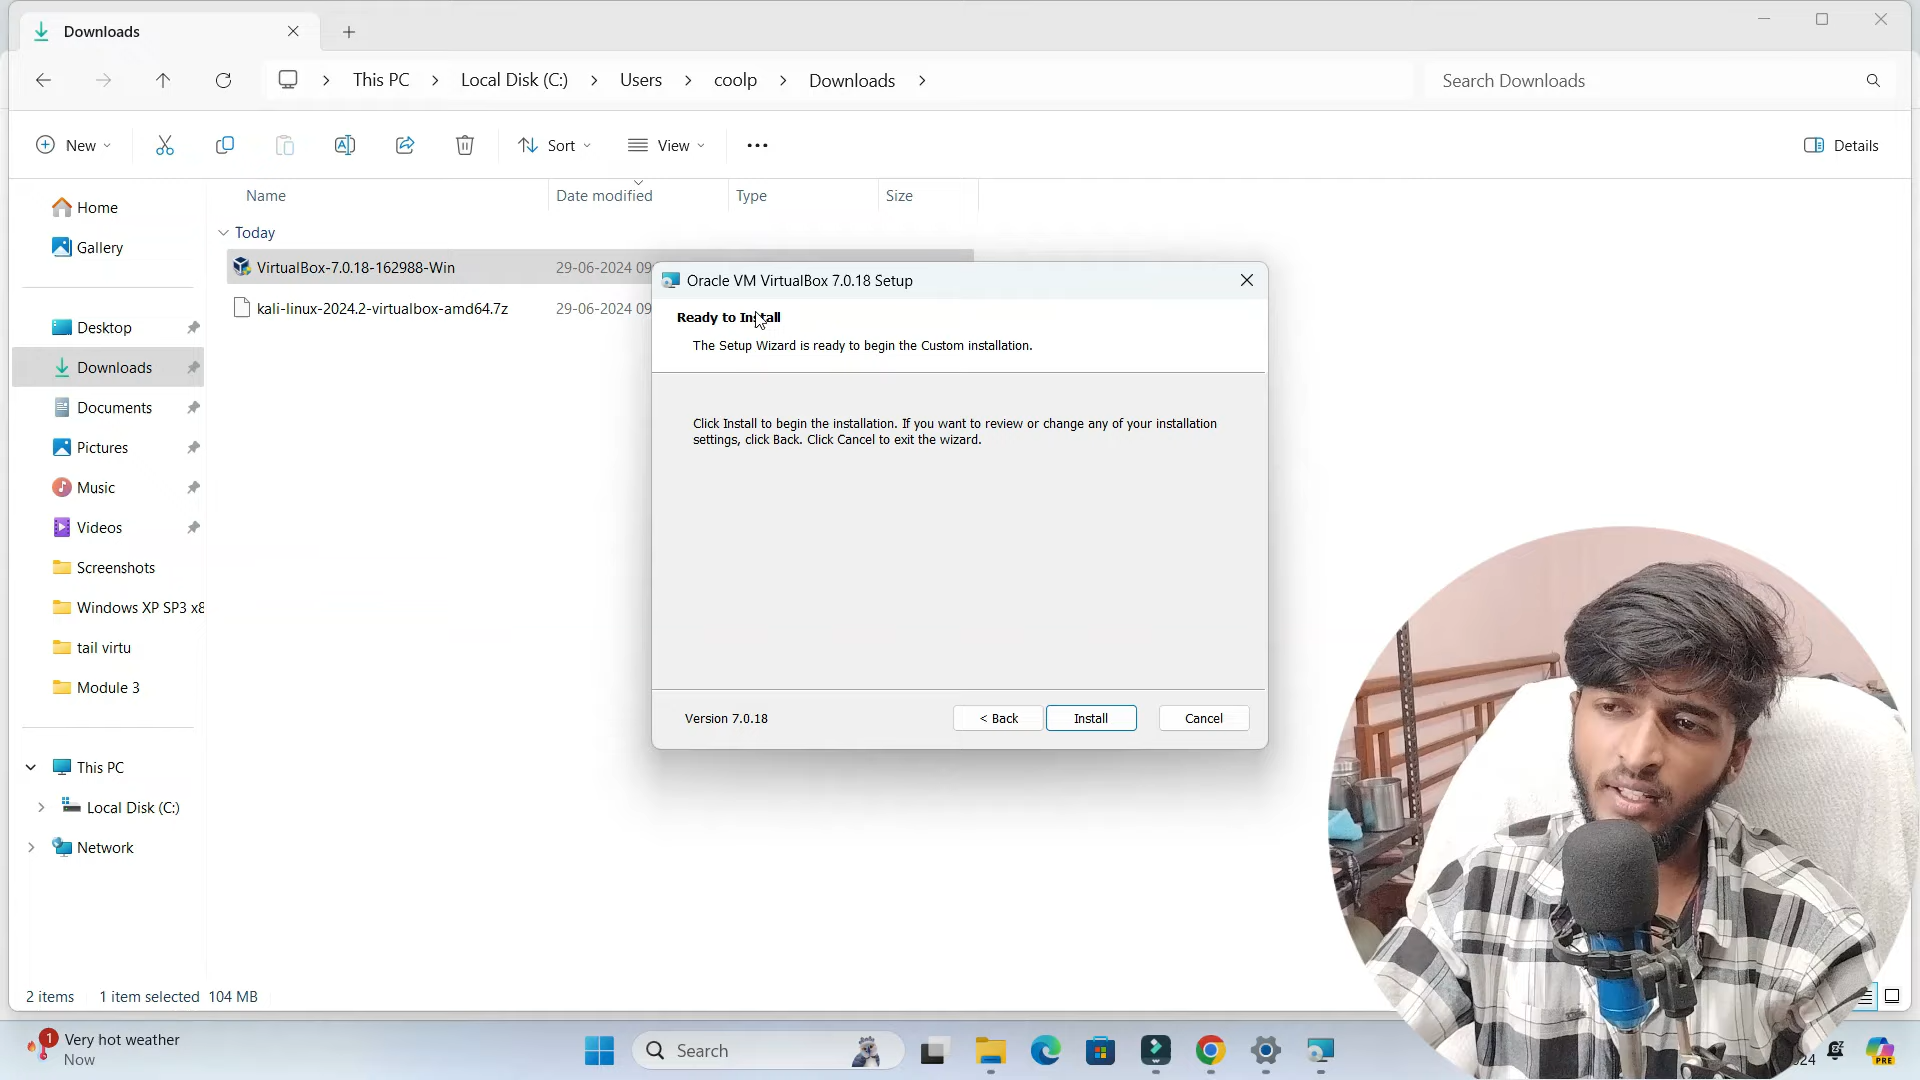 Downloads
This PC
Local Disk (C:)
Users
coolp
Downloads
Search Downloads
New
Sort
View
Details
Name
Date modified
Type
Size
Home
Gallery
Desktop
Downloads
Documents
Pictures
Music
Videos
Screenshots
Windows XP SP3 x8
tail virtu
Module 3
This PC
Local Disk (C:)
Network
Today
VirtualBox-7.0.18-162988-Win
29-06-2024 09
kali-linux-2024.2-virtualbox-amd64.7z
29-06-2024 09
Oracle VM VirtualBox 7.0.18 Setup
Ready to Install
The Setup Wizard is ready to begin the Custom installation.
Click Install to begin the installation. If you want to review or change any of your installation
settings, click Back. Click Cancel to exit the wizard.
Version 7.0.18
< Back
Install
Cancel
2 items
1 item selected 104 MB
1
Very hot weather
Now
Search
24
PRE